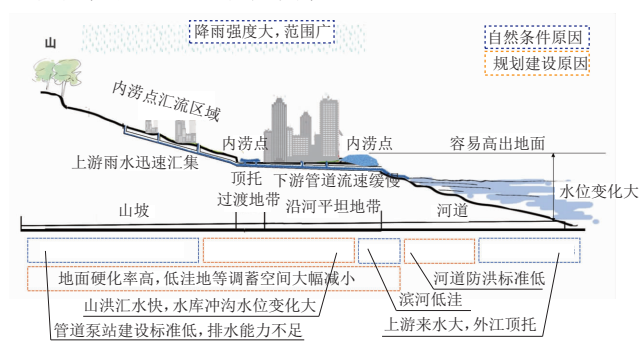 降雨强度大，范围广
山
自然条件原因
规划建设原因
内涝点汇流区域
内涝点
内涝点
容易高出地面
上游雨水迅速汇集
顶托
下游管道流速缓慢
水位变化大
山坡
过渡地带
沿河平坦地带
河道
地面硬化率高，低洼地等调蓄空间大幅减小
河道防洪标准低
山洪汇水快，水库冲沟水位变化大
滨河低洼
管道泵站建设标准低，排水能力不足
上游来水大，外江顶托